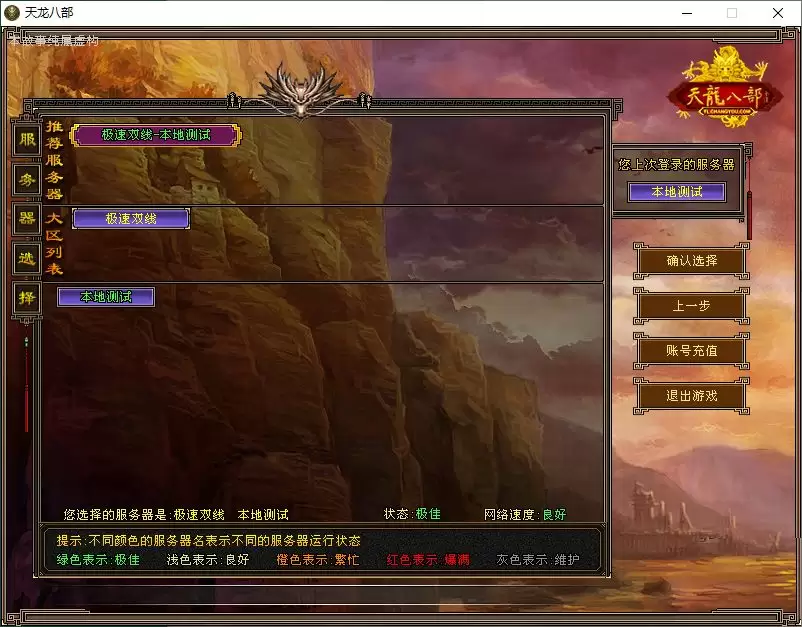 天龙八部
本故事纯属虚构
天龍八部
TL.CHANGYOU.COM
服务器选择
推荐服务器
极速双线-本地测试
大区列表
极速双线
本地测试
您上次登录的服务器
本地测试
确认选择
上一步
账号充值
退出游戏
您选择的服务器是:极速双线 本地测试 状态:极佳 网络速度:良好
提示:不同颜色的服务器名表示不同的服务器运行状态
绿色表示:极佳 浅色表示:良好 橙色表示:繁忙 红色表示:爆满 灰色表示:维护